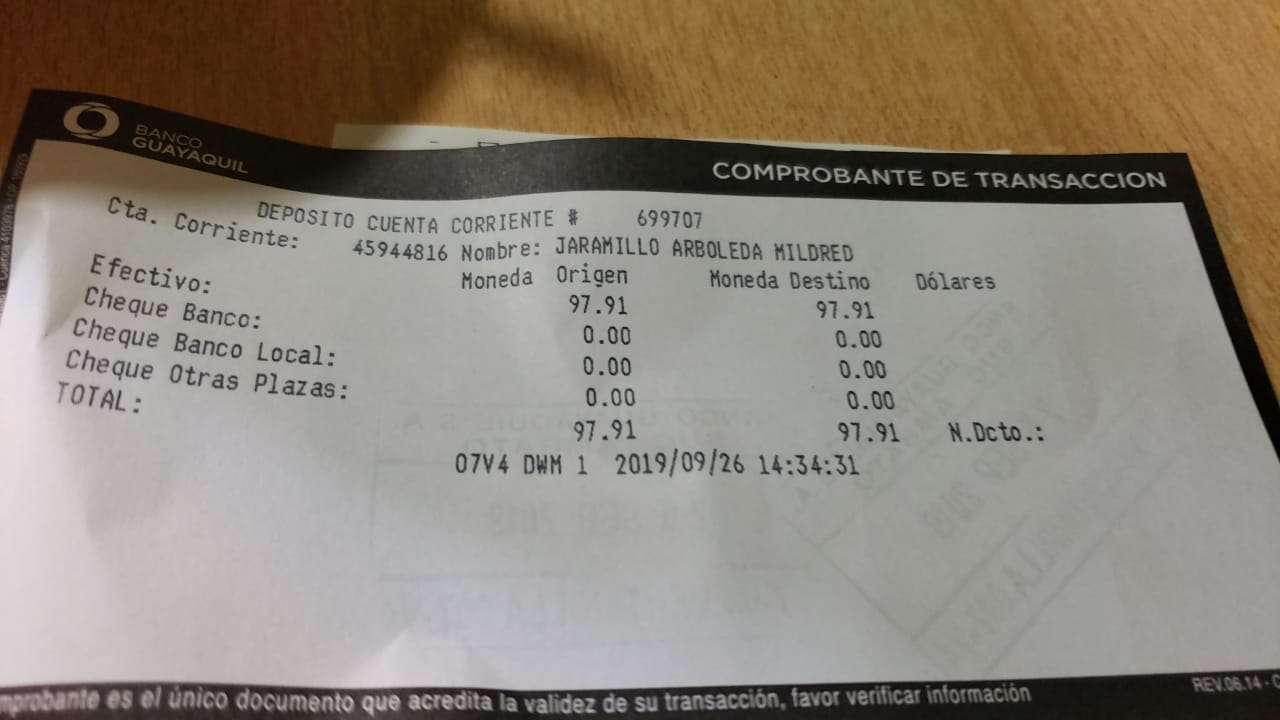 BANCO
GUAYAQUIL
COMPROBANTE DE TRANSACCION
DEPOSITO CUENTA CORRIENTE # 699707
Cta. Corriente: 45944816 Nombre: JARAMILLO ARBOLEDA MILDRED
Moneda Origen Moneda Destino Dólares
Efectivo: 97.91 97.91
Cheque Banco: 0.00 0.00
Cheque Banco Local: 0.00 0.00
Cheque Otras Plazas: 0.00 0.00
TOTAL: 97.91 97.91 N.Dcto.:
07V4 DWM 1 2019/09/26 14:34:31
mprobante es el único documento que acredita la validez de su transacción, favor verificar información
REV.06.14 - C